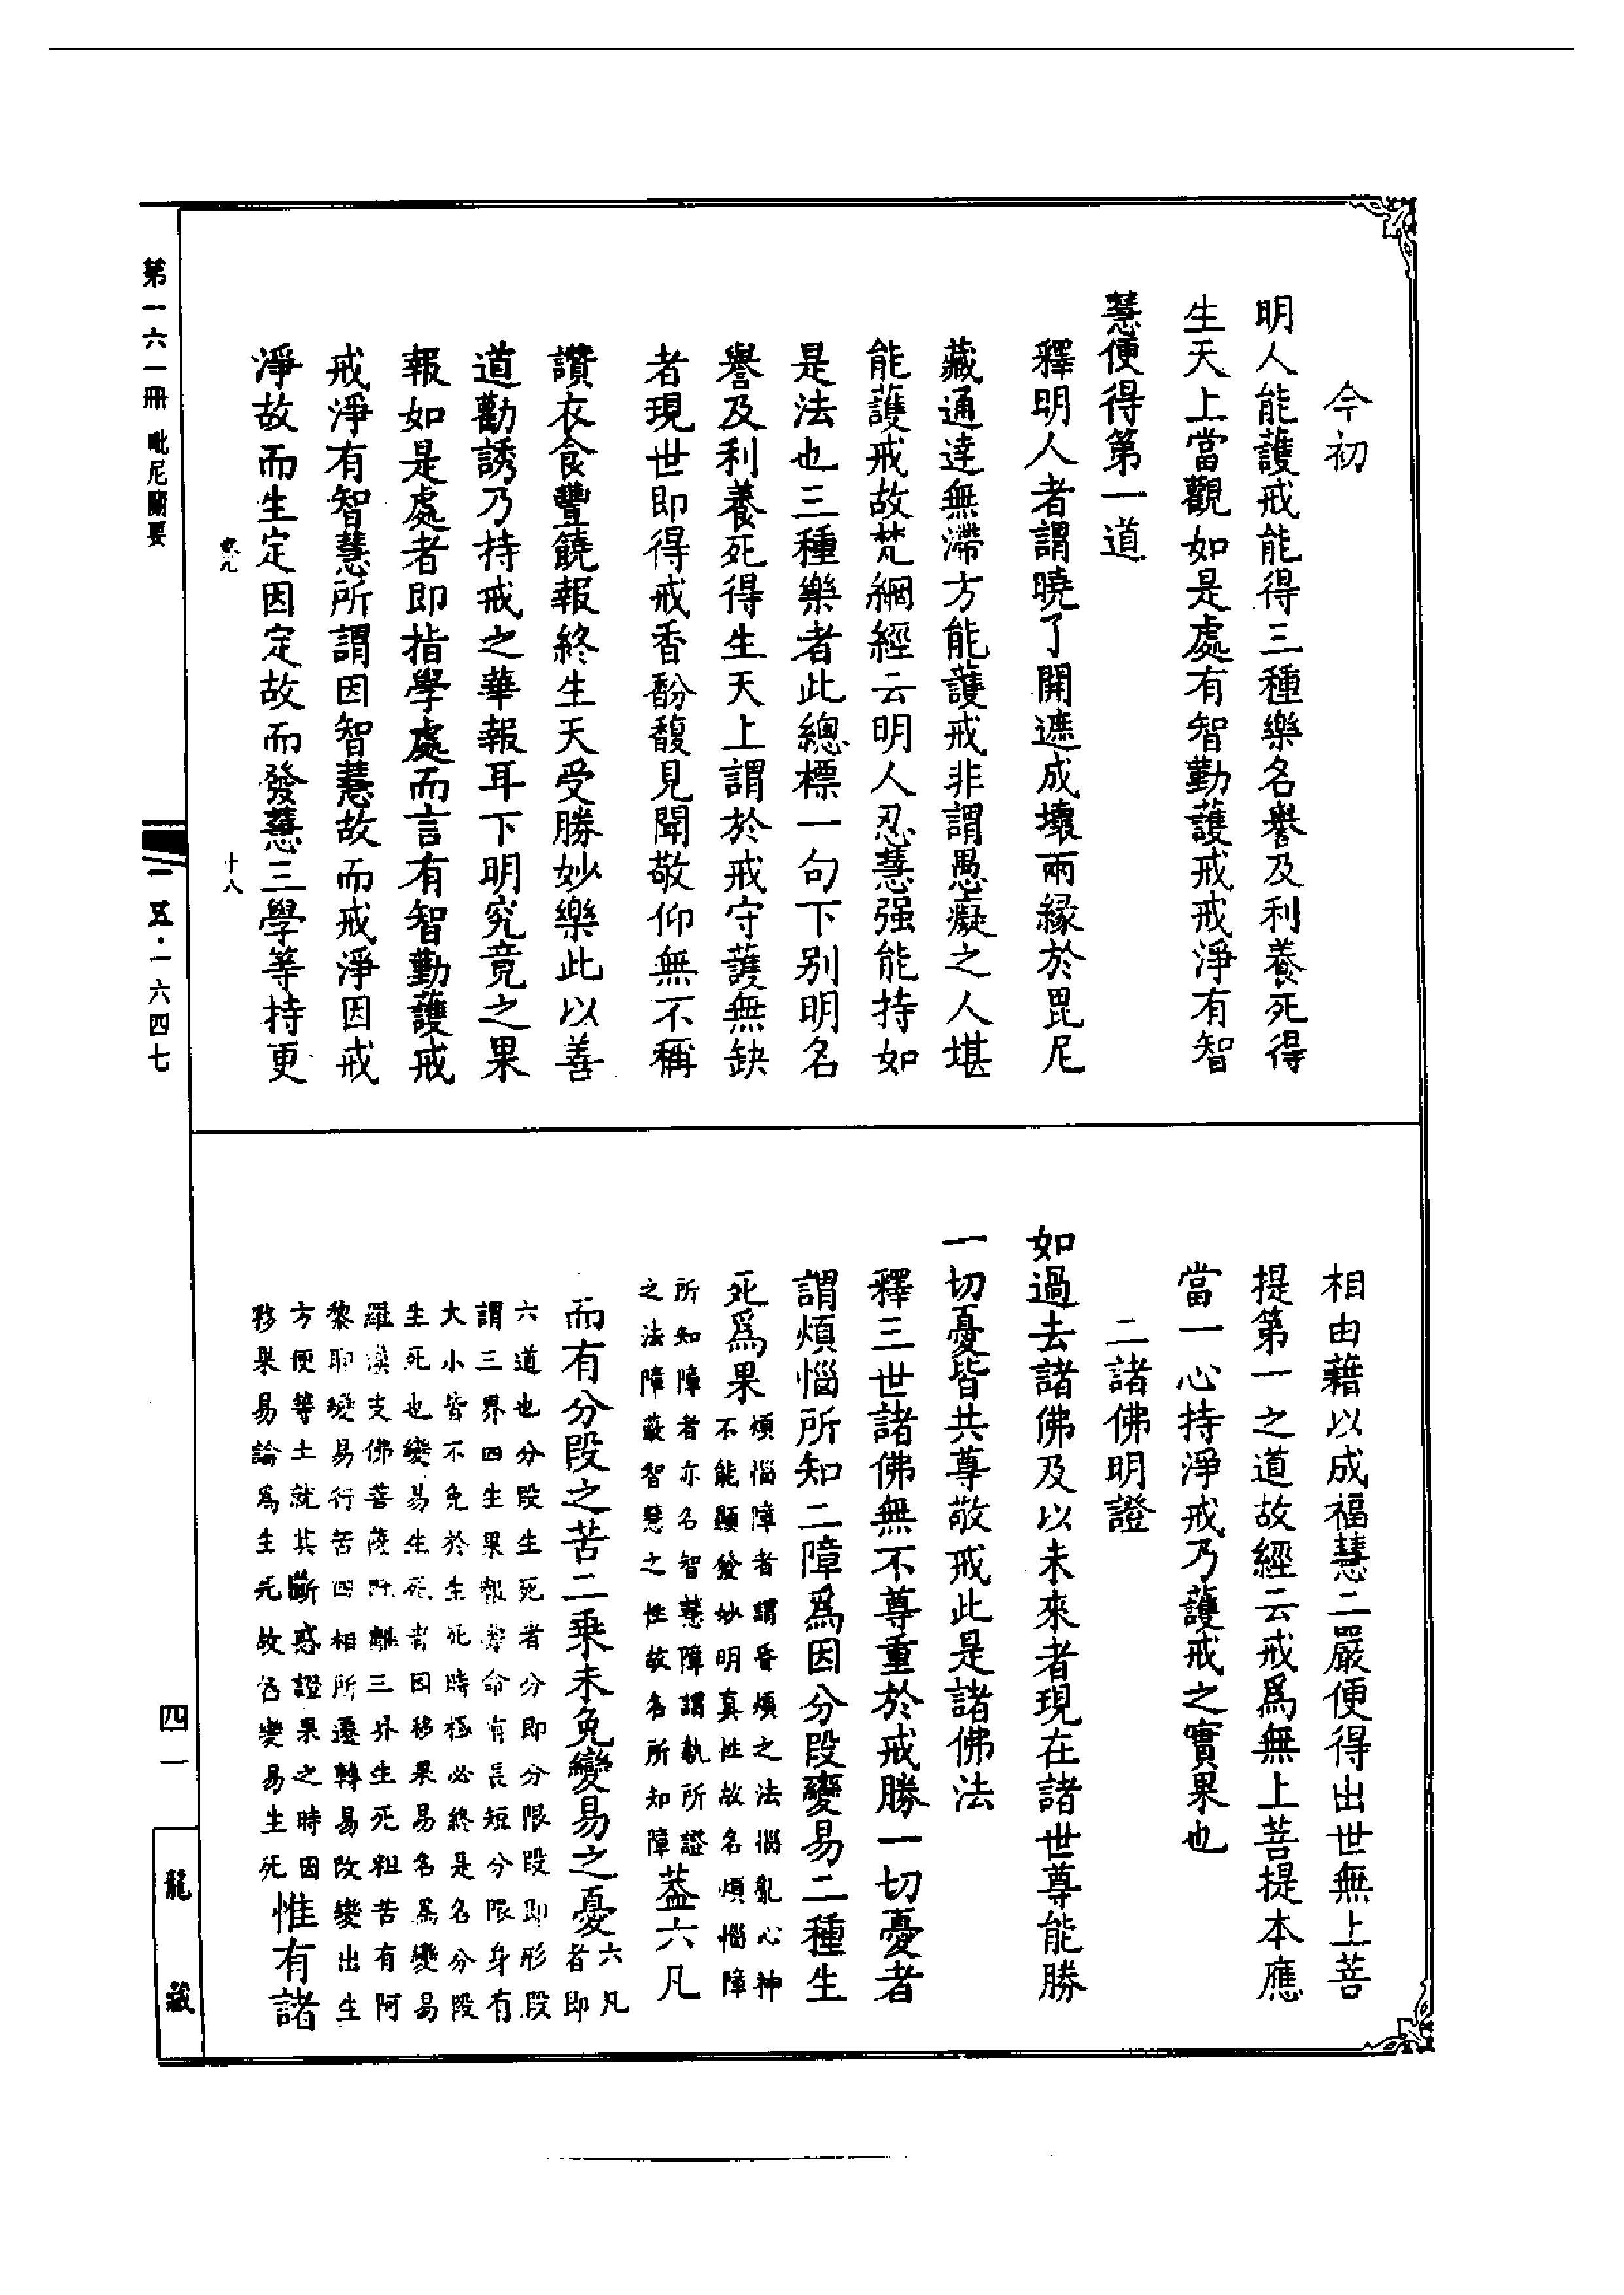 今初
明人能護戒能得三種樂名譽及利養死得
生天上當觀如是處有智勤護戒戒淨有智
慧便得第一道
釋明人者謂曉了開遮成壞兩緣於毘尼
藏通達無滯方能護戒非謂愚癡之人堪
能護戒故梵網經云明人忍慧强能持如
是法也三種樂者此總標一句下别明名
譽及利養死得生天上謂於戒守護無缺
者現世即得戒香馚馥見聞敬仰無不稱
讚衣食豐饒報終生天受勝妙樂此以善
道勸誘乃持戒之華報耳下明究竟之果
報如是處者即指學處而言有智勤護戒
戒淨有智慧所謂因智慧故而戒淨因戒
淨故而生定因定故而發慧三學等持更
相由藉以成福慧二嚴便得出世無上菩
提第一之道故經云戒爲無上菩提本應
當一心持淨戒乃護戒之實果也
二諸佛明證
如過去諸佛及以未來者現在諸世尊能勝
一切憂皆共尊敬戒此是諸佛法
釋三世諸佛無不尊重於戒勝一切憂者
謂煩惱所知二障爲因分段變易二種生
死爲果煩惱障者謂昏煩之法惱亂心神
不能顯發妙明真性故名煩惱障
所知障者亦名智慧障謂執所證
之法障蔽智慧之性故名所知障葢六凡
而有分段之苦二乘未免變易之憂六凡
者即
六道也分段生死者分即分限段即形段
謂三界四生果報壽命有長短分限身有
大小皆不免於生死時極必終是名分段
生死也變易生死者因移果易名爲變易
羅漢支佛菩薩雖離三界生死粗苦有阿
黎耶變易行苦四相所遷轉易改變出生
方便等土就其斷惑證果之時因
移果易論爲生死故名變易生死惟有諸
第一六一冊 毗尼關要
卷九
十八
一五·一六四七
四一
龍藏